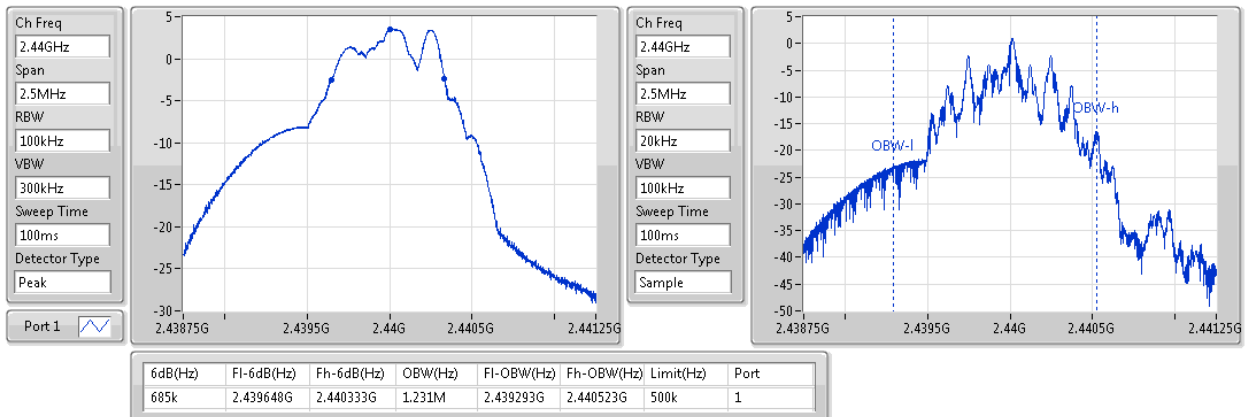 Ch Freq
2.44GHz
Span
2.5MHz
RBW
100kHz
VBW
300kHz
Sweep Time
100ms
Detector Type
Peak
Port 1
5
0
-5
-10
-15
-20
-25
-30
2.43875G 2.4395G 2.44G 2.4405G 2.44125G
Ch Freq
2.44GHz
Span
2.5MHz
RBW
20kHz
VBW
100kHz
Sweep Time
100ms
Detector Type
Sample
5
0
-5
-10
-15
-20
-25
-30
-35
-40
-45
-50
OBW-l
OBW-h
2.43875G 2.4395G 2.44G 2.4405G 2.44125G
6dB(Hz) Fl-6dB(Hz) Fh-6dB(Hz) OBW(Hz) Fl-OBW(Hz) Fh-OBW(Hz) Limit(Hz) Port
685k 2.439648G 2.440333G 1.231M 2.439293G 2.440523G 500k 1